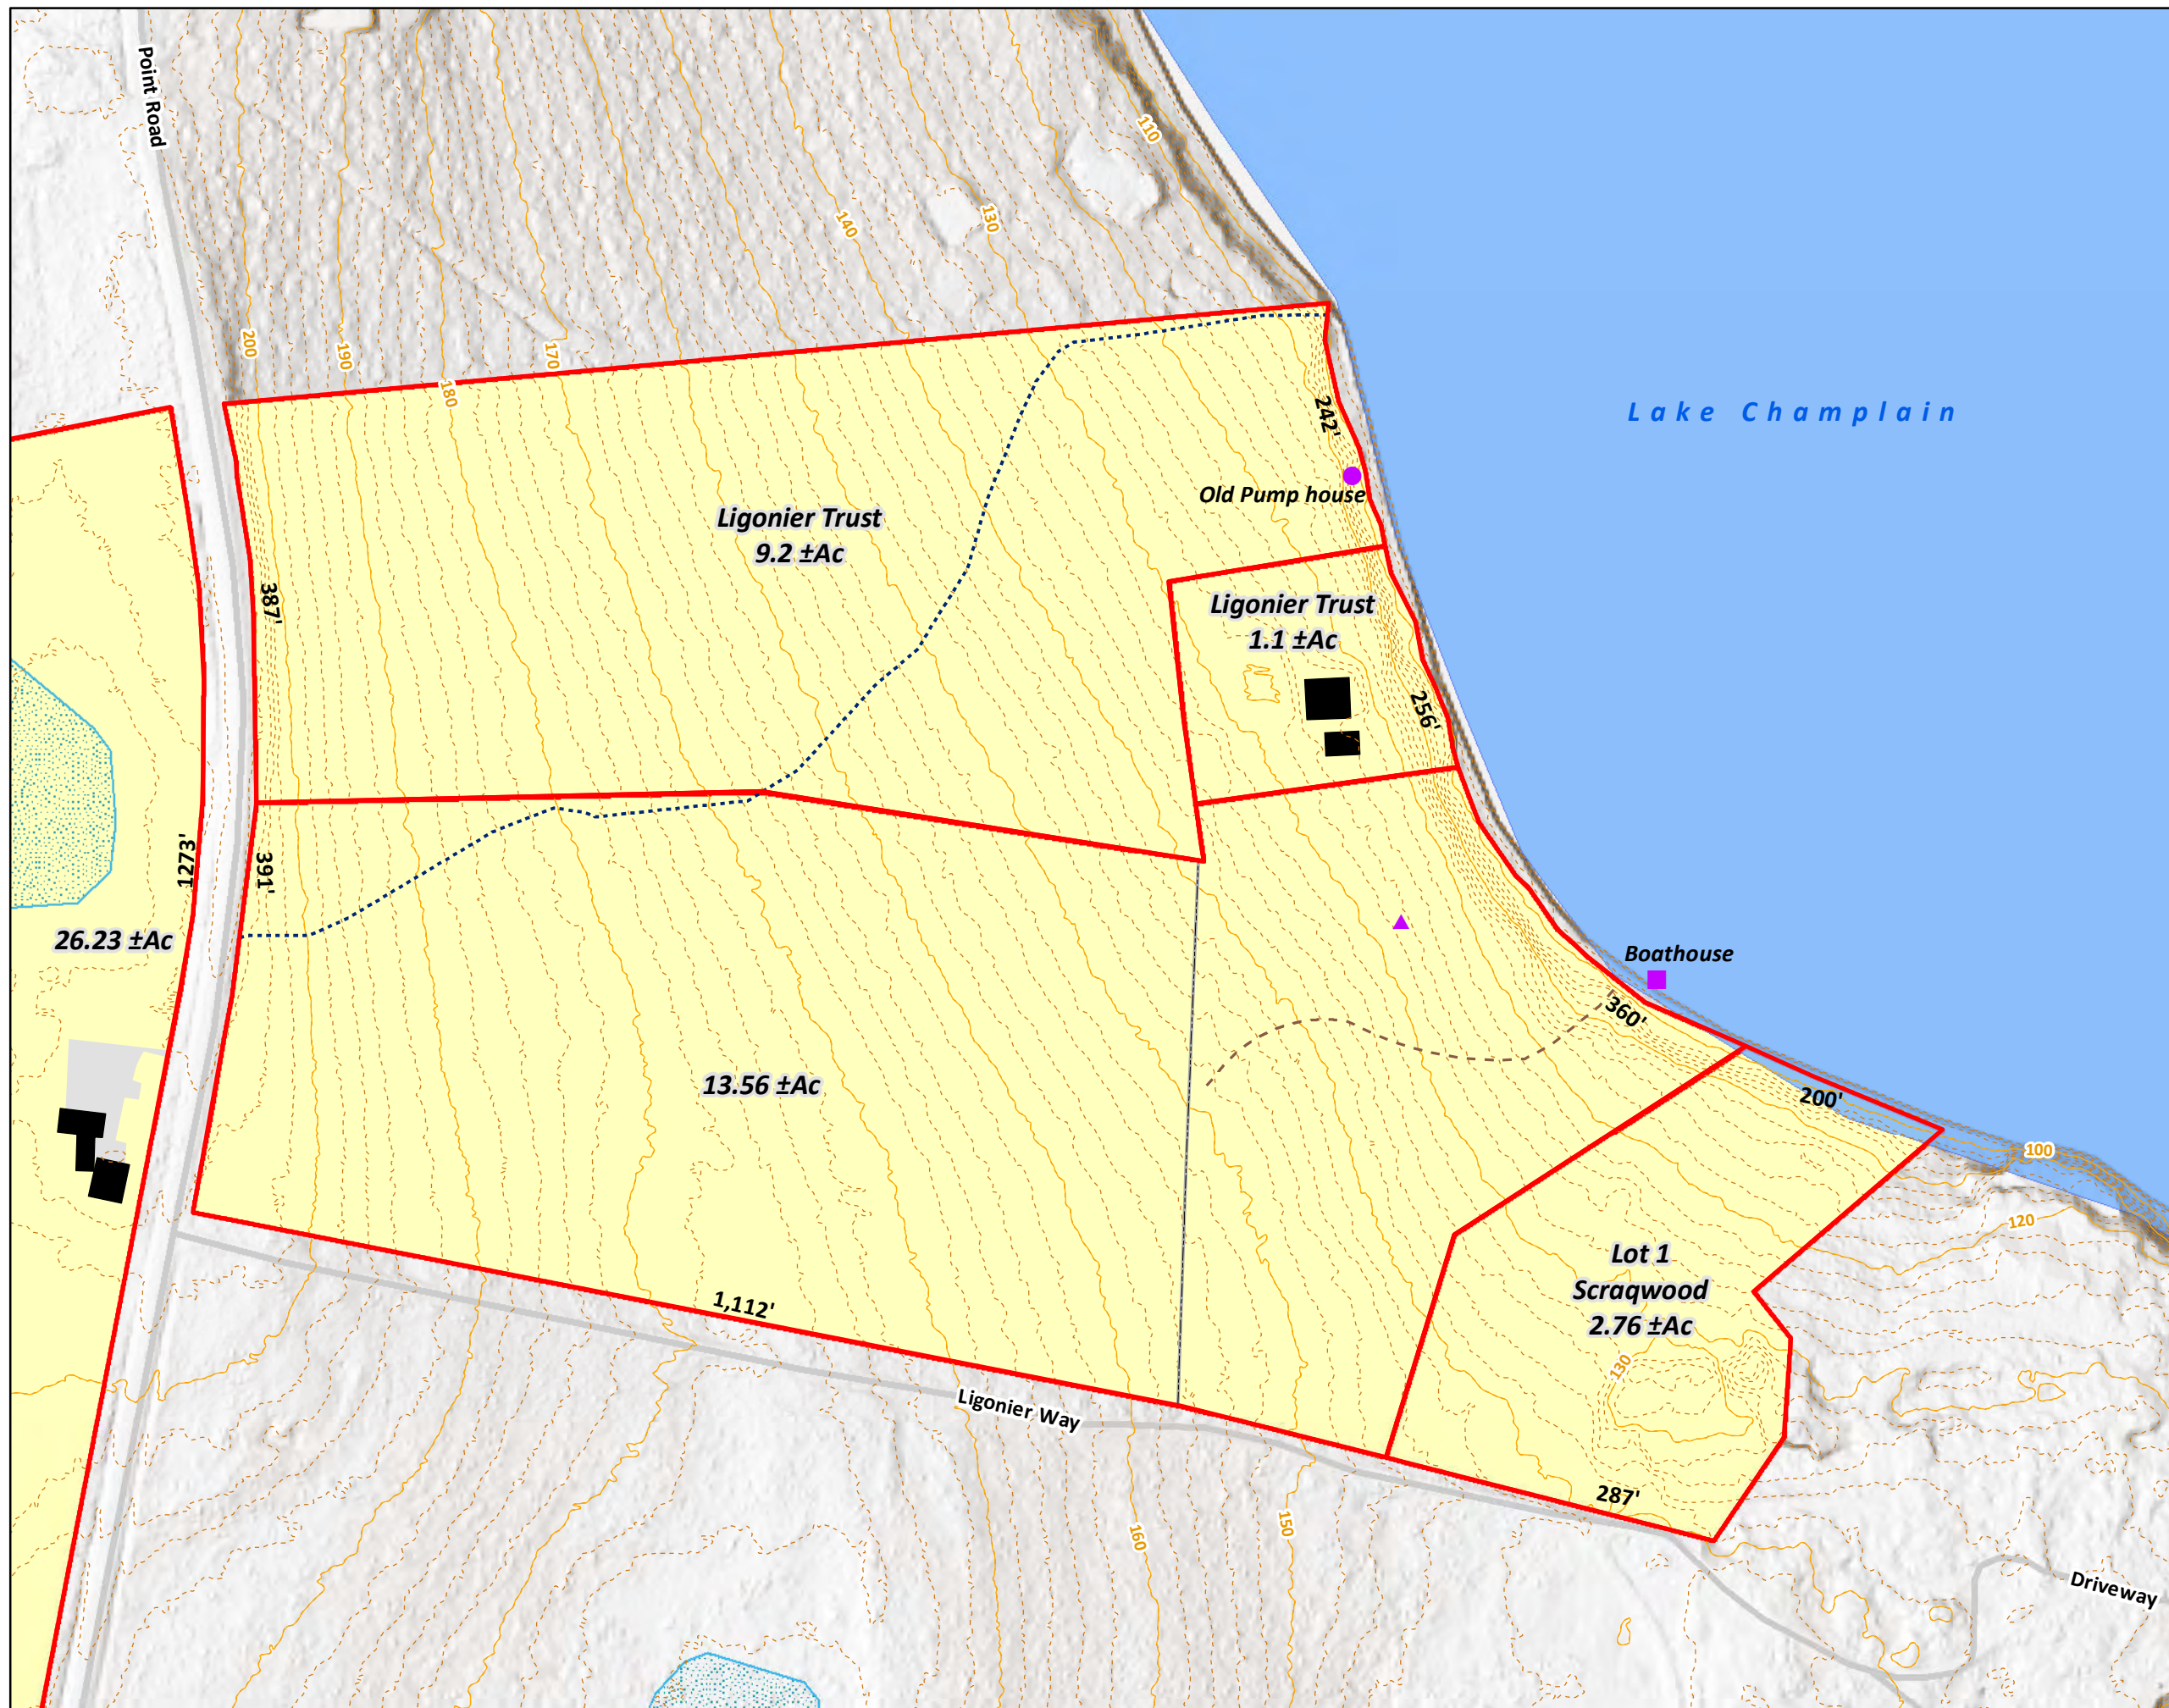 Point Road
110
140
130
200
190
170
180
Lake Champlain
242'
Old Pump house
Ligonier Trust
9.2 ±Ac
387'
Ligonier Trust
1.1 ±Ac
256'
1273'
391'
26.23 ±Ac
Boathouse
360'
13.56 ±Ac
200'
100
120
Lot 1
Scraqwood
2.76 ±Ac
1,112'
130
Ligonier Way
287'
160
150
Driveway